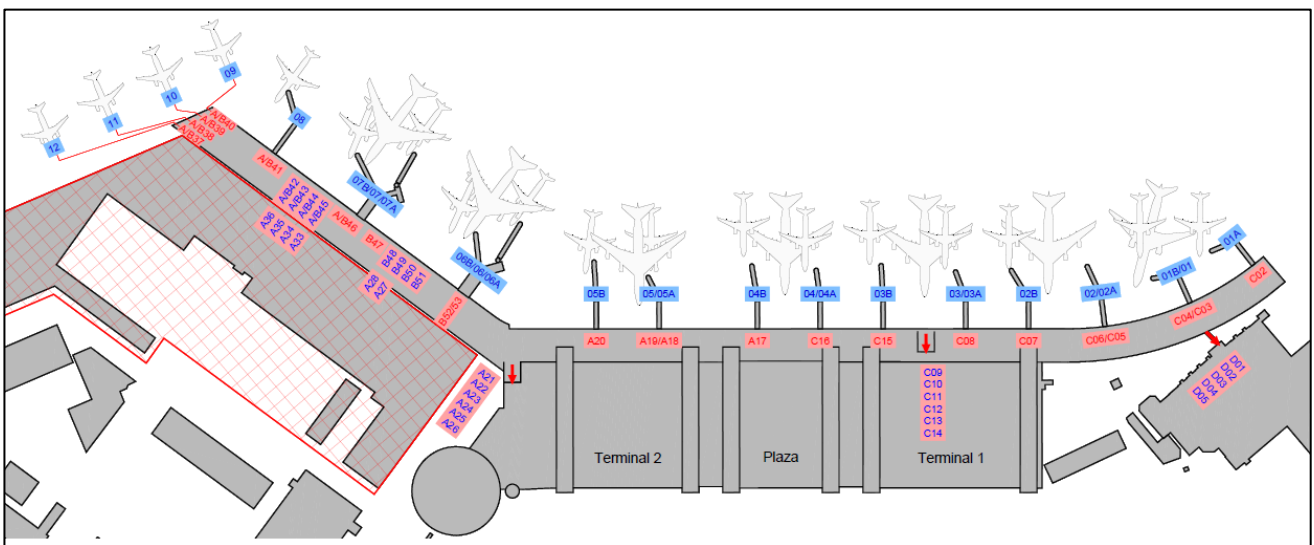 09
10
11
12
08
A/B40
A/B39
A/B38
A/B37
A/B41
07B/07/07A
A/B42
A/B43
A/B44
A/B45
A/B46
A36
A35
A34
A33
B47
B48
B49
B50
B51
A28
A27
06B/06/06A
B52/53
05B
05/05A
04B
04/04A
03B
03/03A
02B
02/02A
01B/01
01A
A20
A19/A18
A17
C16
C15
C08
C07
C06/C05
C04/C03
C02
A21
A22
A23
A24
A25
A26
C09
C10
C11
C12
C13
C14
D01
D02
D03
D04
D05
Terminal 2
Plaza
Terminal 1